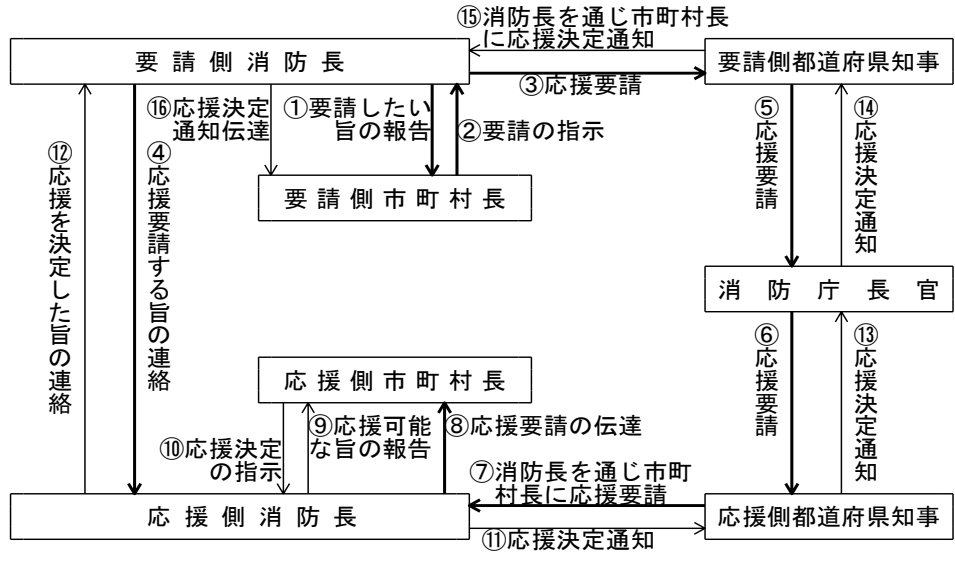 ⑮消防長を通じ市町村長
に応援決定通知
要請側消防長
要請側都道府県知事
③応援要請
⑯応援決定
通知伝達
①要請したい
旨の報告
②要請の指示
⑤応援要請
⑭応援決定通知
⑫応援を決定した旨の連絡
④応援要請する旨の連絡
要請側市町村長
消防庁長官
⑥応援要請
⑬応援決定通知
応援側市町村長
⑩応援決定
の指示
⑨応援可能
な旨の報告
⑧応援要請の伝達
⑦消防長を通じ市町
村長に応援要請
応援側消防長
応援側都道府県知事
⑪応援決定通知